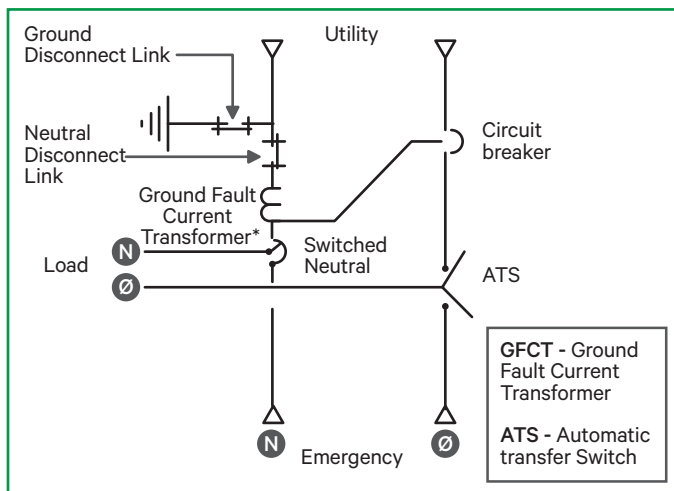 Ground
Disconnect Link
Utility
Neutral
Disconnect
Link
Circuit
breaker
Ground Fault
Current
Transformer*
Switched
Neutral
Load
N
Ø
ATS
GFCT - Ground
Fault Current
Transformer
ATS - Automatic
transfer Switch
N
Emergency
Ø